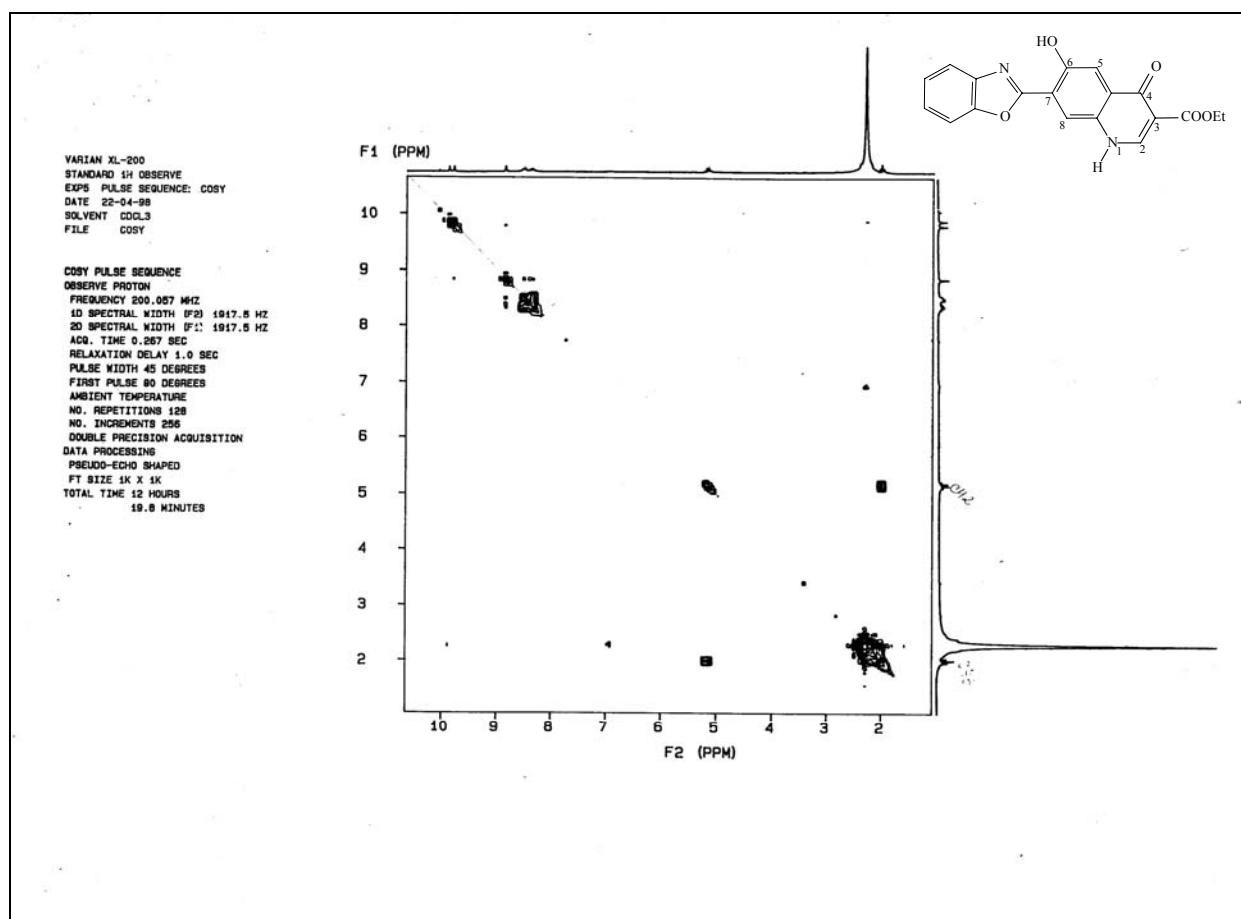 VARIAN XL-200
STANDARD 1H OBSERVE
EXP5 PULSE SEQUENCE: COSY
DATE 22-04-98
SOLVENT CDCL3
FILE COSY
COSY PULSE SEQUENCE
OBSERVE PROTON
FREQUENCY 200.057 MHZ
1D SPECTRAL WIDTH (F2) 1917.5 HZ
2D SPECTRAL WIDTH (F1) 1917.5 HZ
ACQ. TIME 0.267 SEC
RELAXATION DELAY 1.0 SEC
PULSE WIDTH 45 DEGREES
FIRST PULSE 90 DEGREES
AMBIENT TEMPERATURE
NO. REPETITIONS 128
NO. INCREMENTS 256
DOUBLE PRECISION ACQUISITION
DATA PROCESSING
PSEUDO-ECHO SHAPED
FT SIZE 1K X 1K
TOTAL TIME 12 HOURS
19.8 MINUTES
F1 (PPM)
10
9
8
7
6
5
4
3
2
10 9 8 7 6 5 4 3 2
F2 (PPM)
CH2
HO
O
N
6
5
4
7
COOEt
O
8
3
N
1
2
H